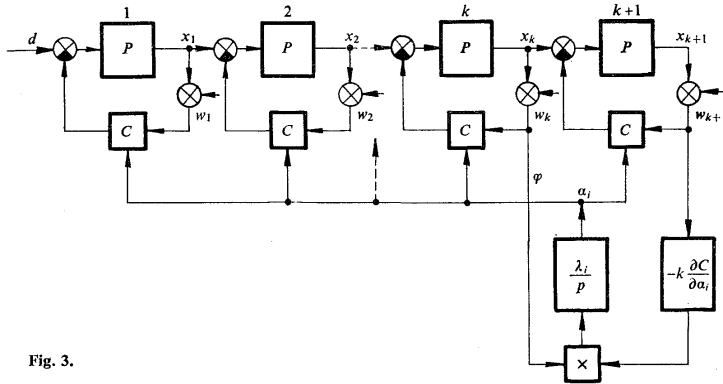 1 2 k k+1
d x₁ x₂ xₖ xₖ₊₁
P P P P
w₁ w₂ wₖ wₖ₊
C C C C
φ αᵢ
λᵢ/p
-k ∂C/∂αᵢ
×
Fig. 3.